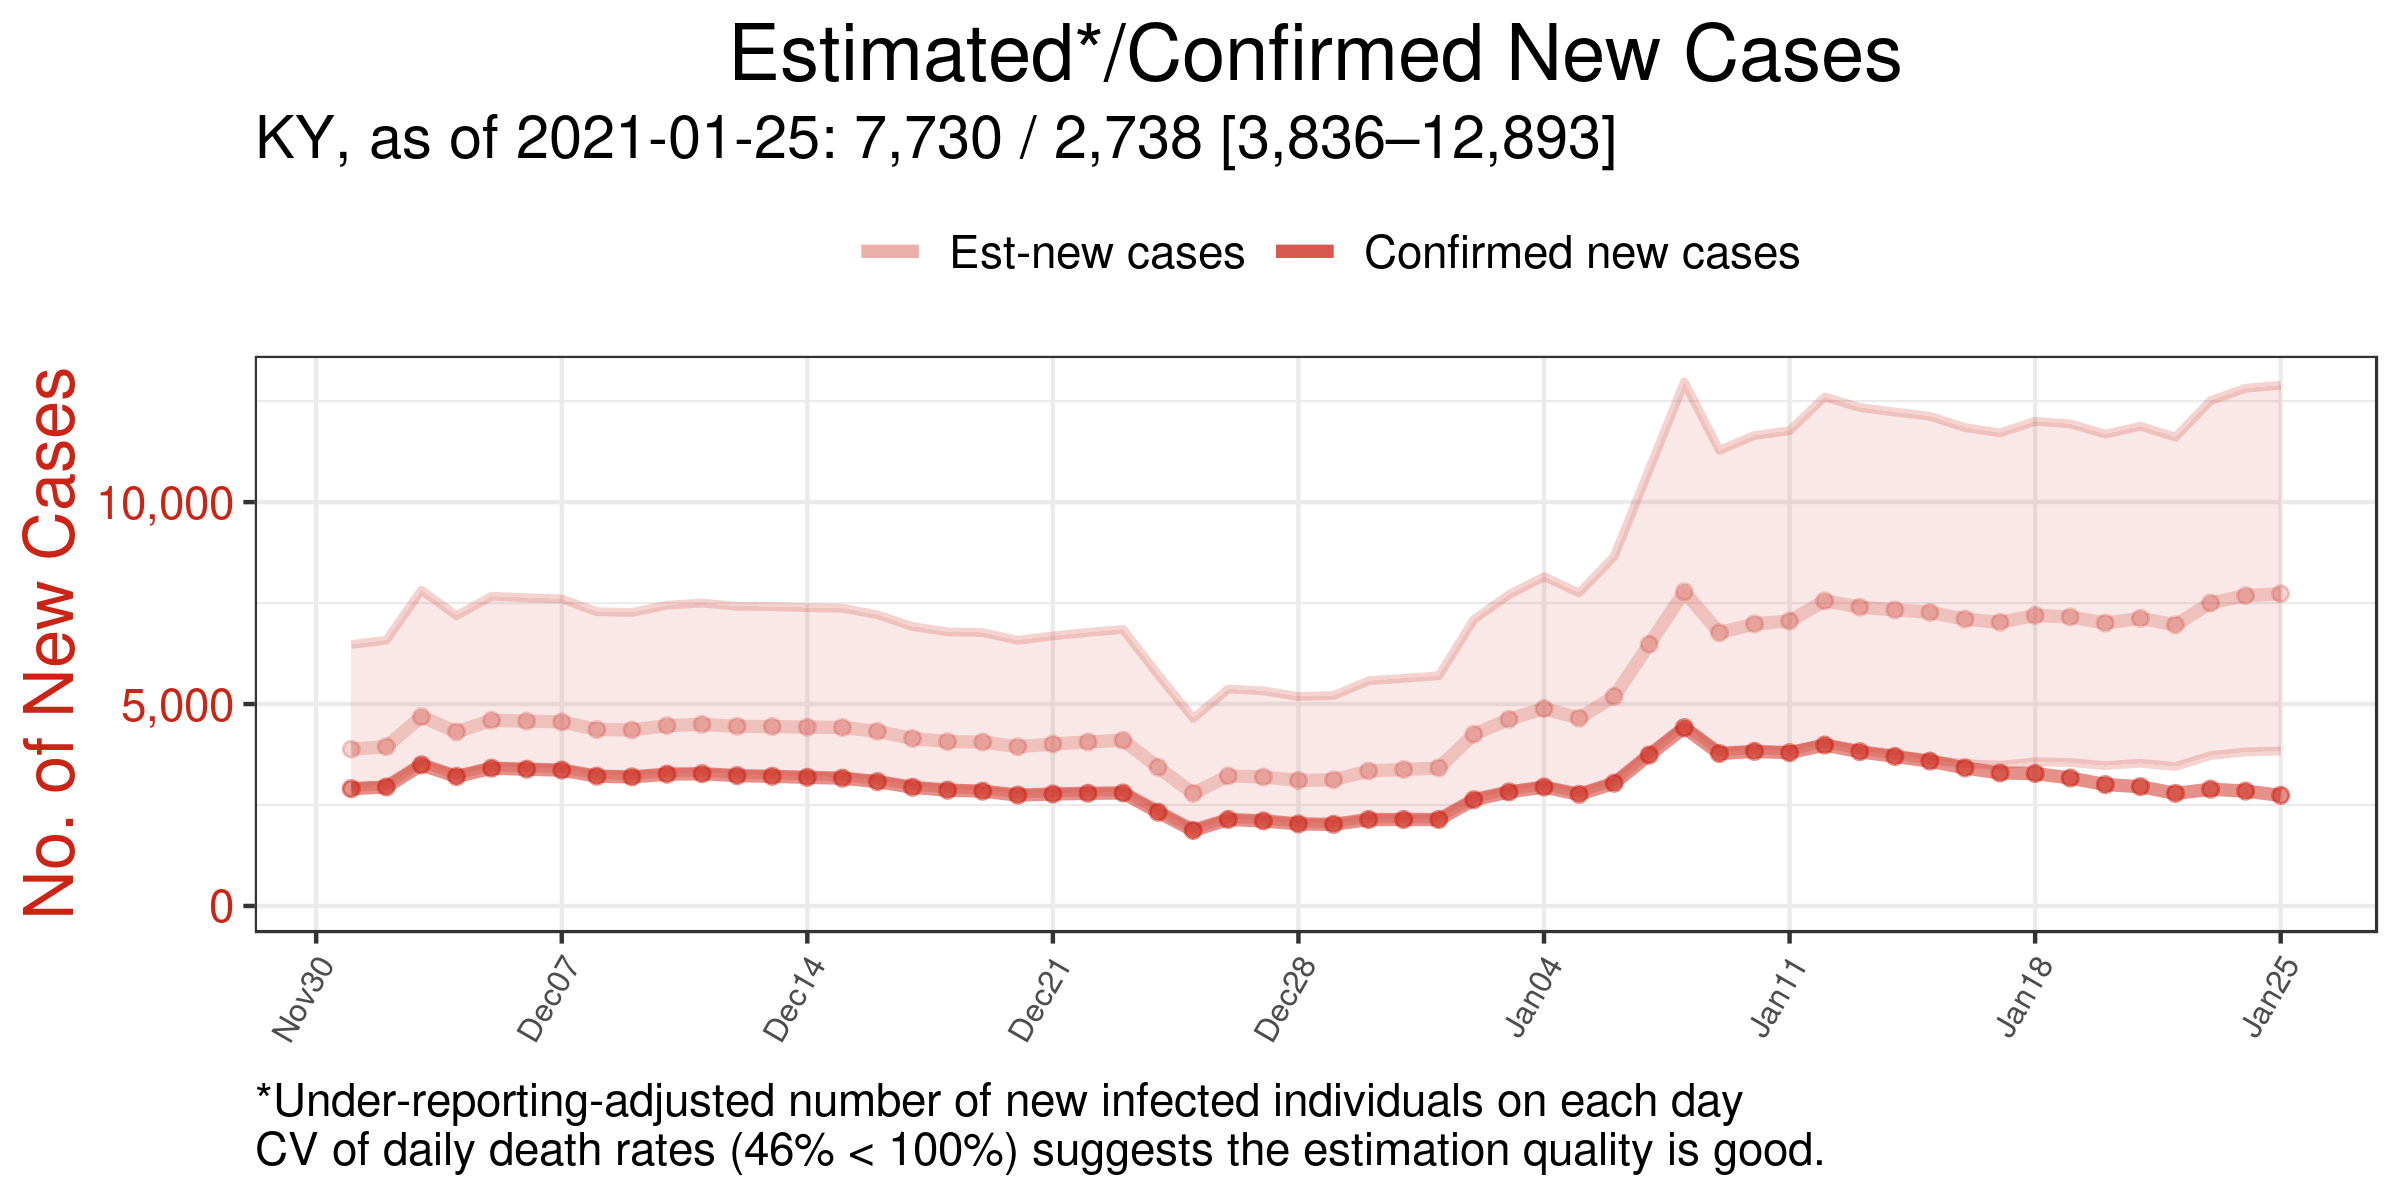 Estimated*/Confirmed New Cases
KY, as of 2021-01-25: 7,730 / 2,738 [3,836–12,893]
Est-new cases
Confirmed new cases
No. of New Cases
10,000
5,000
0
Nov30
Dec07
Dec14
Dec21
Dec28
Jan04
Jan11
Jan18
Jan25
*Under-reporting-adjusted number of new infected individuals on each day
CV of daily death rates (46% < 100%) suggests the estimation quality is good.